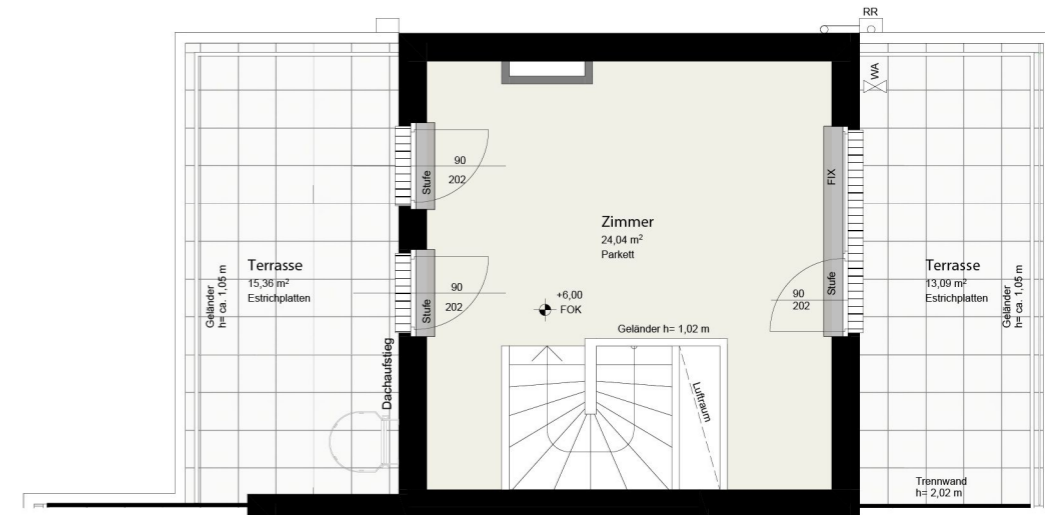 RR
WA
90
202
Stufe
FIX
Zimmer
24,04 m²
Parkett
Terrasse
15,36 m²
Estrichplatten
Geländer
h= ca. 1,05 m
90
202
Stufe
+6,00
FOK
90
202
Stufe
Terrasse
13,09 m²
Estrichplatten
Geländer
h= ca. 1,05 m
Geländer h= 1,02 m
Dachaufstieg
Luftraum
Trennwand
h= 2,02 m